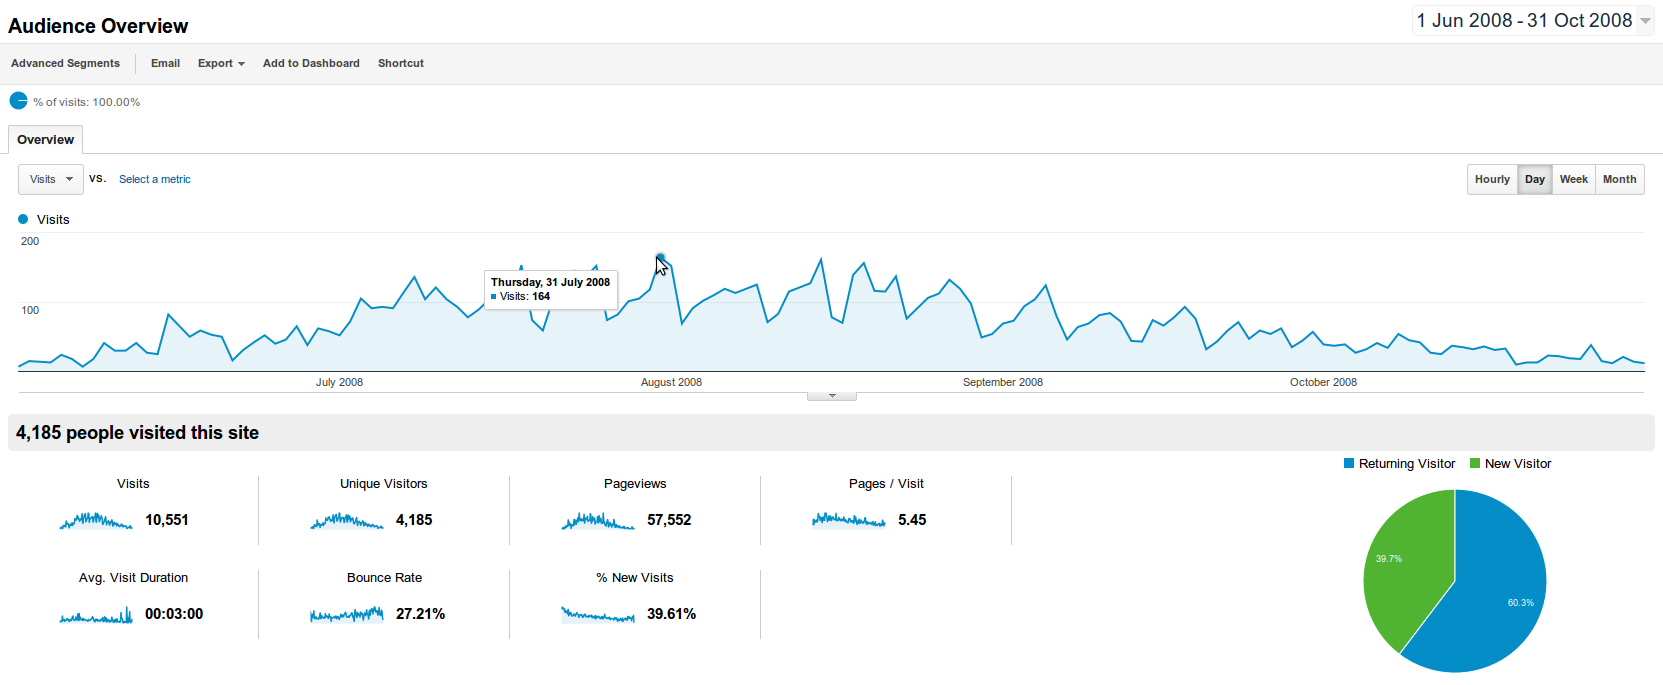 Audience Overview
1 Jun 2008 - 31 Oct 2008
Advanced Segments Email Export Add to Dashboard Shortcut
% of visits: 100.00%
Overview
Visits VS. Select a metric
Hourly Day Week Month
Visits
200
100
Thursday, 31 July 2008
Visits: 164
July 2008 August 2008 September 2008 October 2008
4,185 people visited this site
Visits
10,551
Unique Visitors
4,185
Pageviews
57,552
Pages / Visit
5.45
Avg. Visit Duration
00:03:00
Bounce Rate
27.21%
% New Visits
39.61%
Returning Visitor New Visitor
39.7%
60.3%